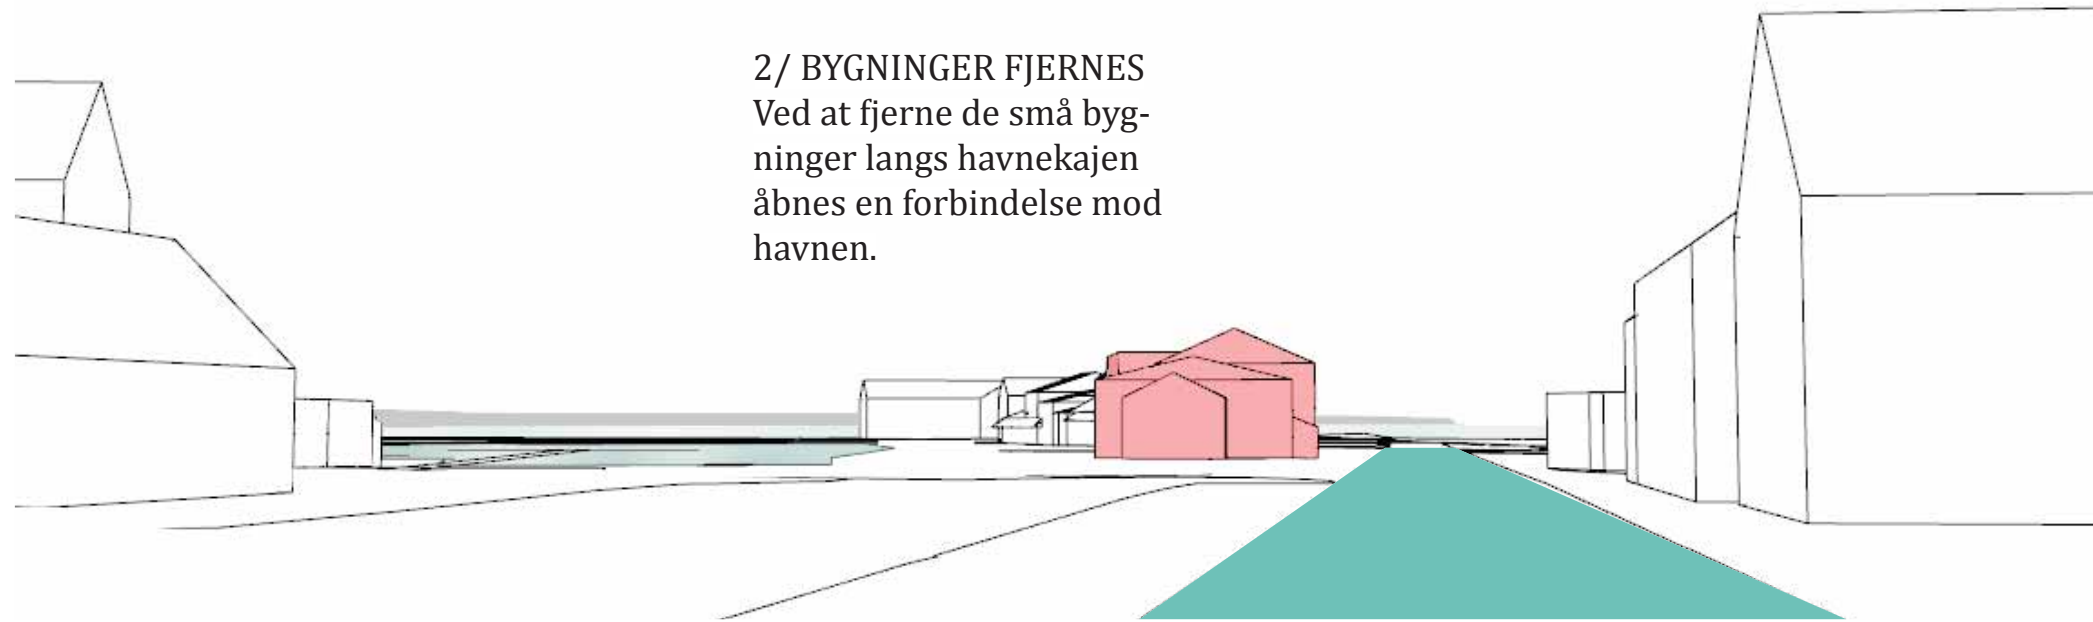 2/ BYGNINGER FJERNES
Ved at fjerne de små byg-
ninger langs havnekajen
åbnes en forbindelse mod
havnen.